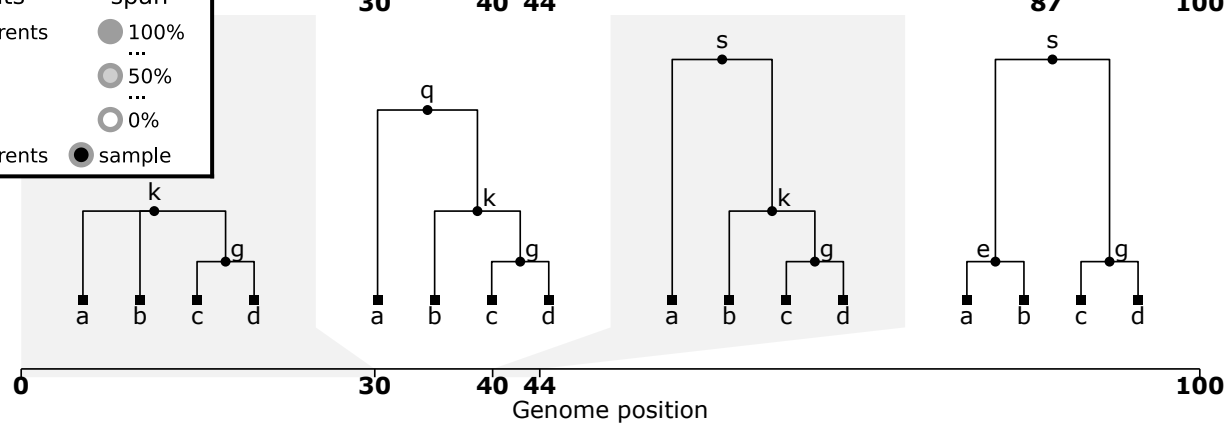 30 40 44 87 100
span
rents 100%
...
50%
...
0%
rents sample
s s
q
k
k k
g g g e g
a b c d a b c d a b c d a b c d
0 30 40 44 100
Genome position